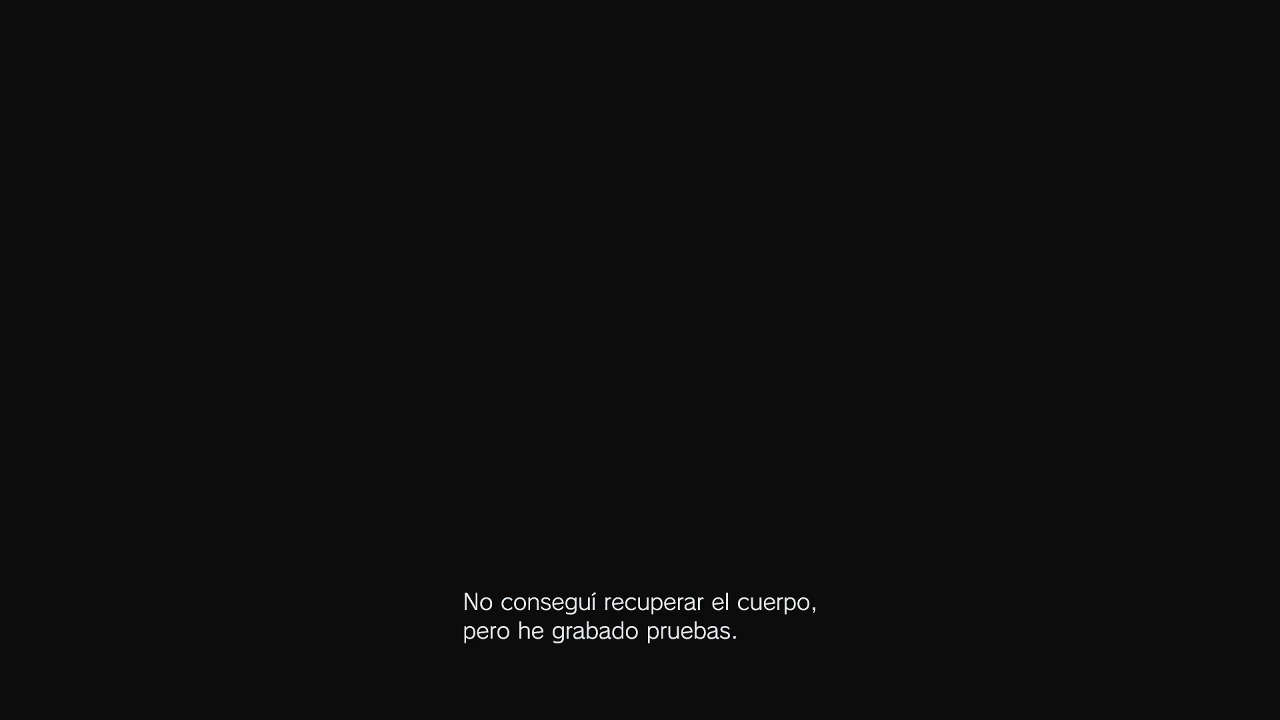 No conseguí recuperar el cuerpo,
pero he grabado pruebas.